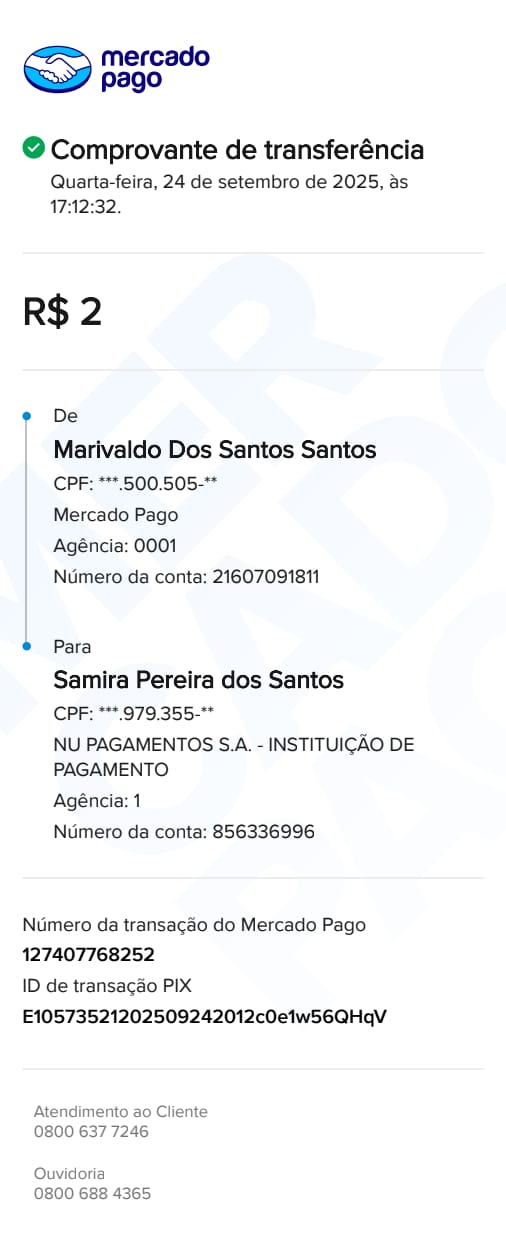 mercado
pago
Comprovante de transferência
Quarta-feira, 24 de setembro de 2025, às
17:12:32.
R$ 2
De
Marivaldo Dos Santos Santos
CPF: ***.500.505-**
Mercado Pago
Agência: 0001
Número da conta: 21607091811
Para
Samira Pereira dos Santos
CPF: ***.979.355-**
NU PAGAMENTOS S.A. - INSTITUIÇÃO DE
PAGAMENTO
Agência: 1
Número da conta: 856336996
Número da transação do Mercado Pago
127407768252
ID de transação PIX
E10573521202509242012c0e1w56QHqV
Atendimento ao Cliente
0800 637 7246
Ouvidoria
0800 688 4365